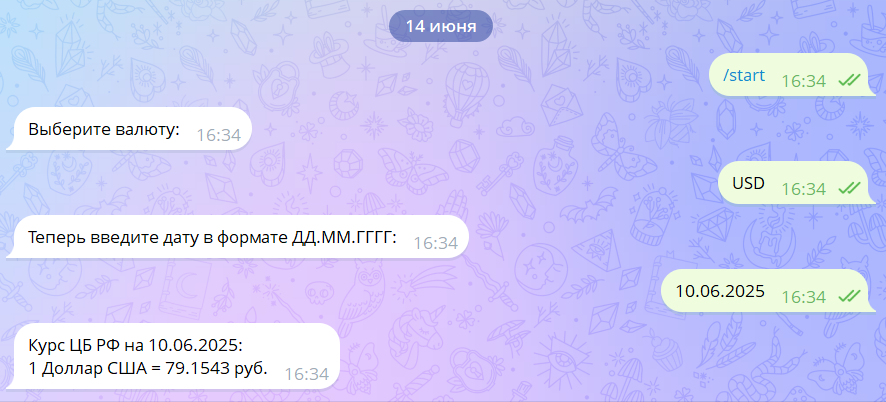 14 июня
/start 16:34
Выберите валюту: 16:34
USD 16:34
Теперь введите дату в формате ДД.ММ.ГГГГ: 16:34
10.06.2025 16:34
Курс ЦБ РФ на 10.06.2025:
1 Доллар США = 79.1543 руб. 16:34